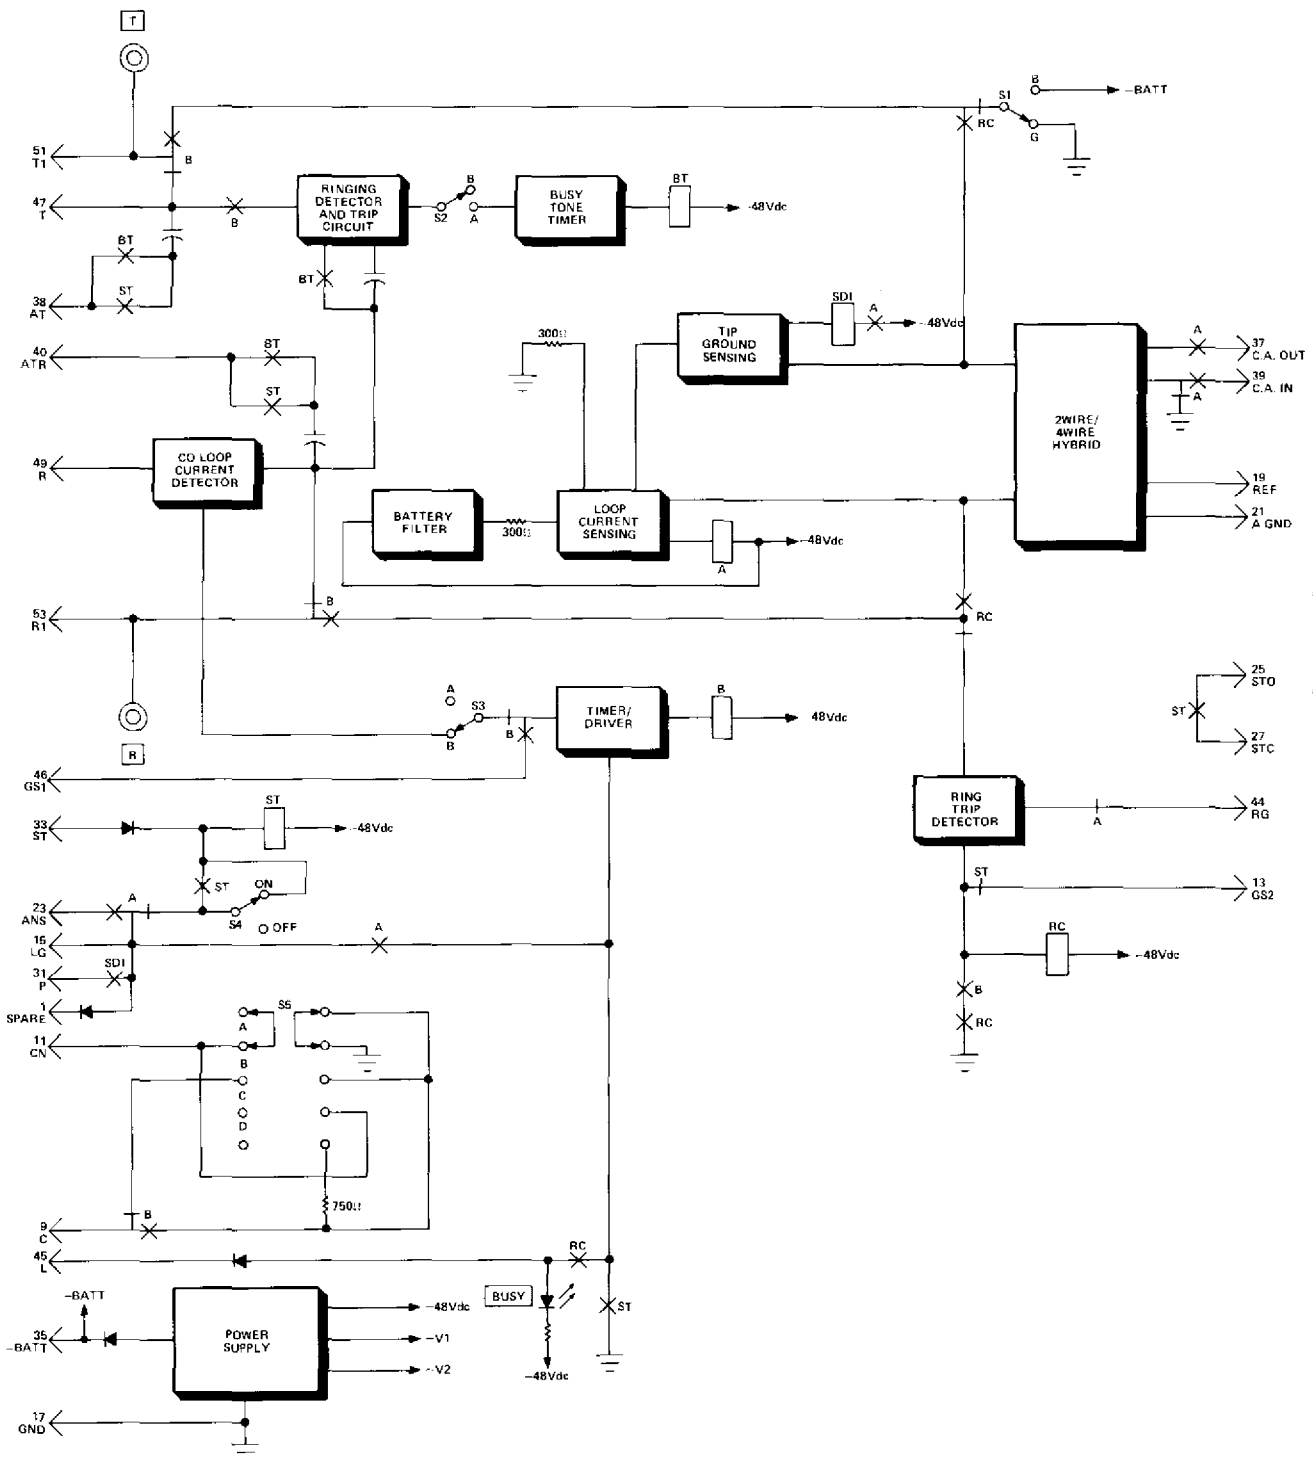 T
B
S1
–BATT
RC
G
51
T1
B
47
T
B
RINGING
DETECTOR
AND TRIP
CIRCUIT
B
S2
A
BUSY
TONE
TIMER
BT
-48Vdc
BT
BT
ST
38
AT
SDI
A
–48Vdc
300Ω
TIP
GROUND
SENSING
40
ATR
BT
ST
A
37
C.A. OUT
39
C.A. IN
A
2WIRE/
4WIRE
HYBRID
49
R
CO LOOP
CURRENT
DETECTOR
19
REF
21
A GND
BATTERY
FILTER
300Ω
LOOP
CURRENT
SENSING
A
–48Vdc
53
R1
B
RC
25
STO
ST
27
STC
A
S3
B
B
TIMER/
DRIVER
B
48Vdc
R
46
GS1
RING
TRIP
DETECTOR
A
44
RG
33
ST
ST
–48Vdc
ST
ON
S4
OFF
ST
13
GS2
A
23
ANS
15
LG
A
RC
–48Vdc
SDI
31
P
B
1
SPARE
S5
A
RC
11
CN
B
C
D
750Ω
B
9
C
45
L
RC
BUSY
ST
–48Vdc
–BATT
35
–BATT
POWER
SUPPLY
–48Vdc
–V1
–V2
17
GND